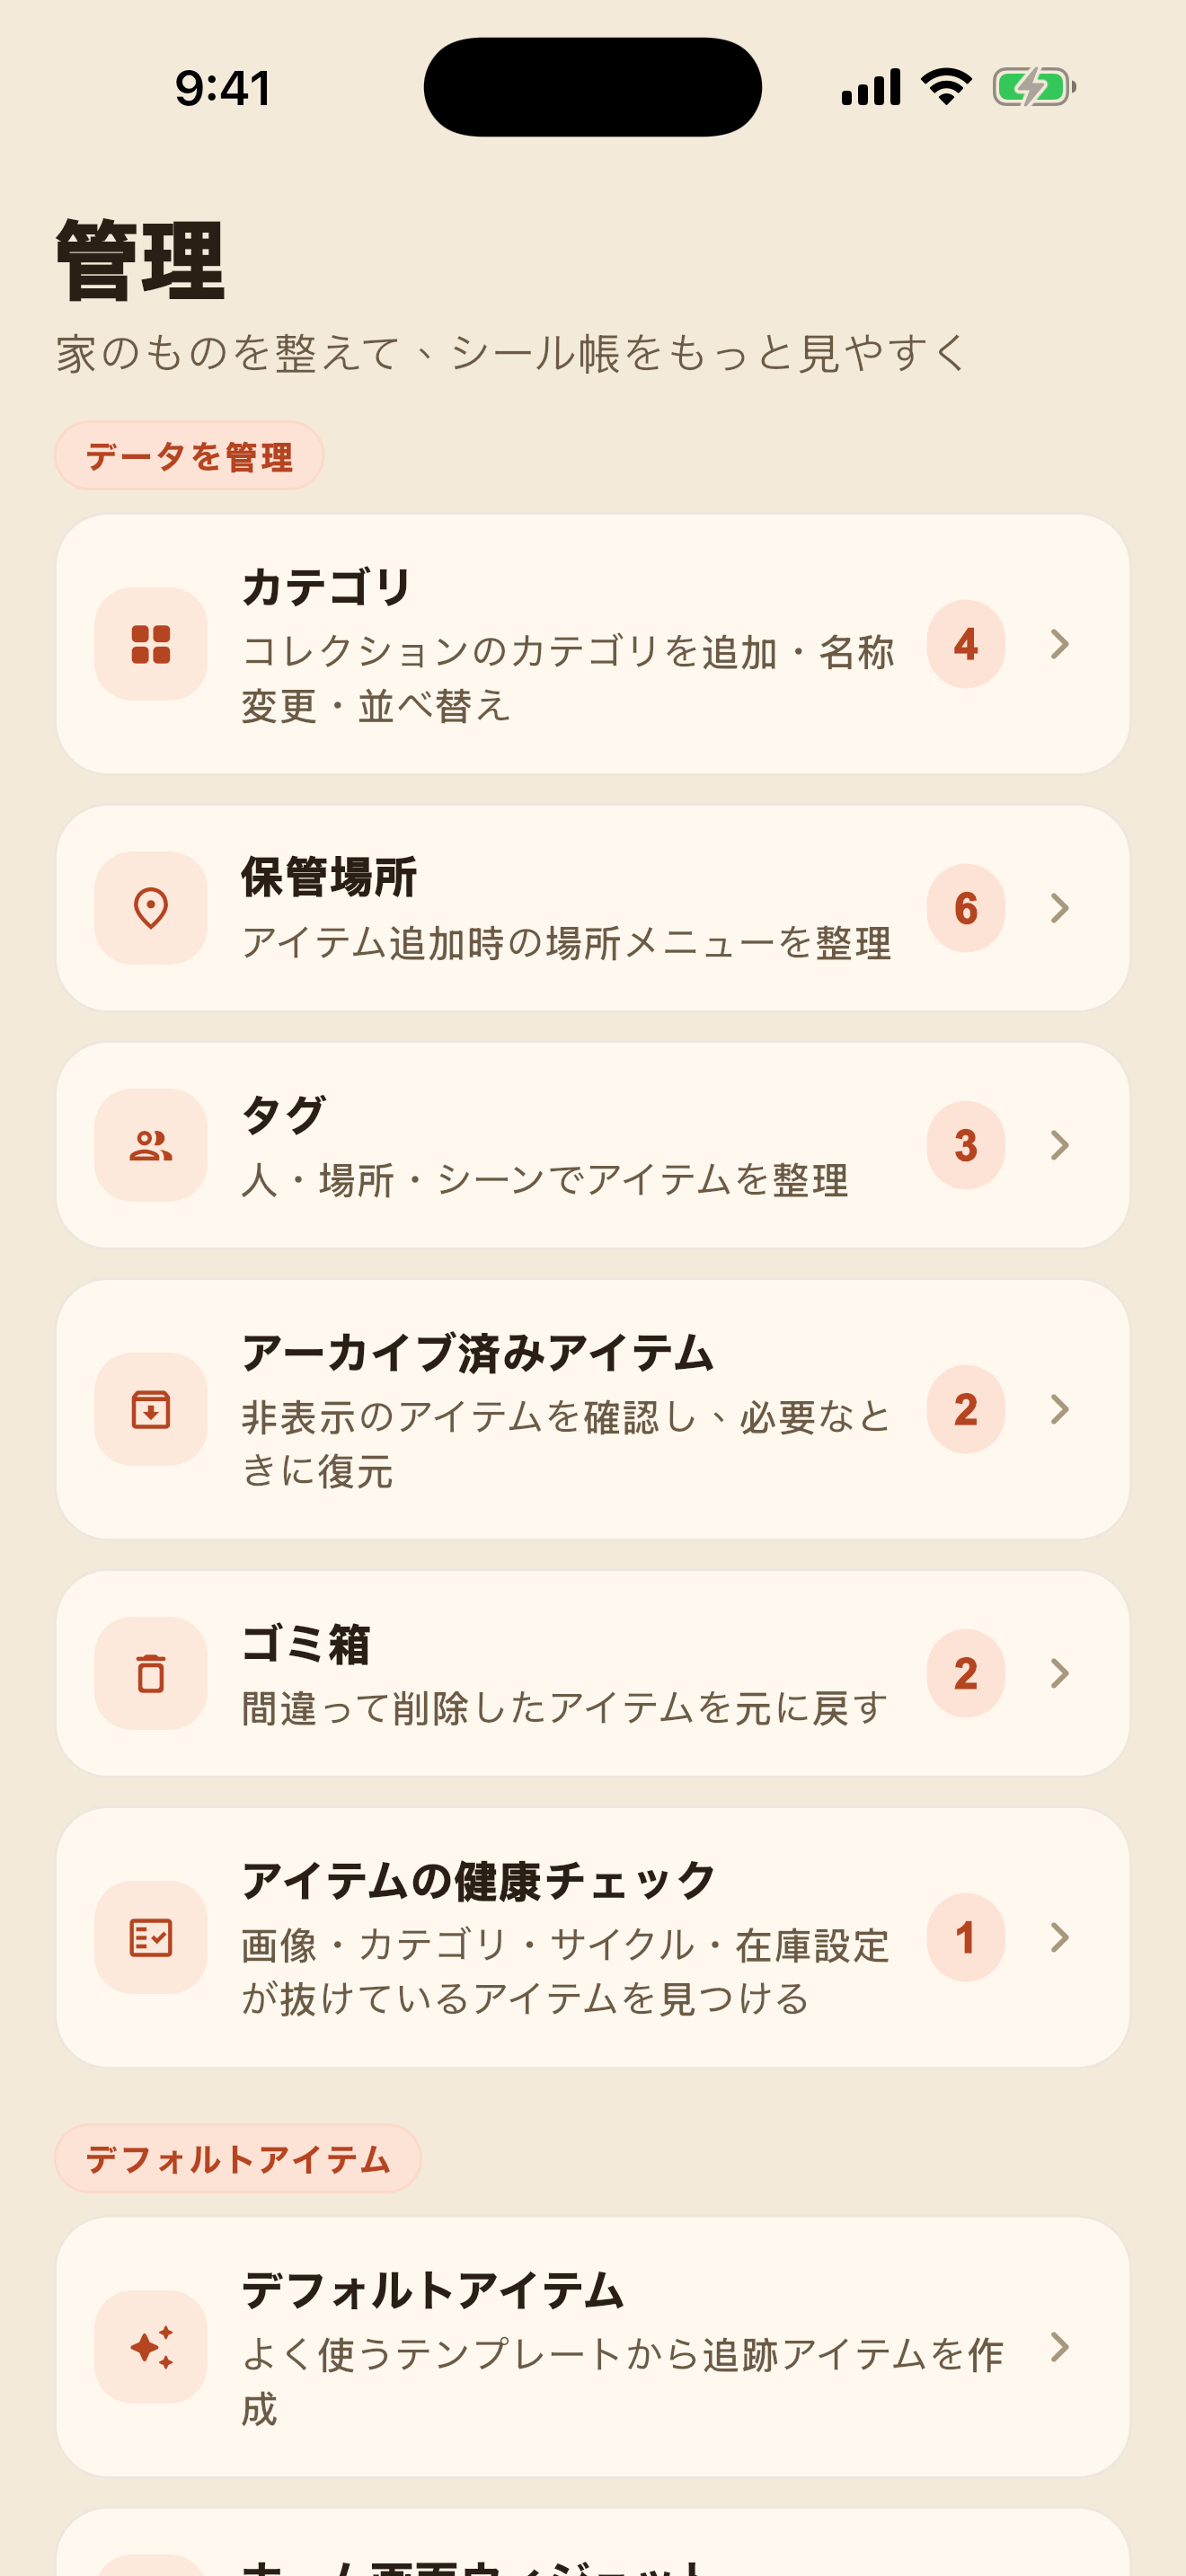 9:41
管理
家のものを整えて、シール帳をもっと見やすく
データを管理
カテゴリ
コレクションのカテゴリを追加・名称
変更・並べ替え
4
保管場所
アイテム追加時の場所メニューを整理
6
タグ
人・場所・シーンでアイテムを整理
3
アーカイブ済みアイテム
非表示のアイテムを確認し、必要なと
きに復元
2
ゴミ箱
間違って削除したアイテムを元に戻す
2
アイテムの健康チェック
画像・カテゴリ・サイクル・在庫設定
が抜けているアイテムを見つける
1
デフォルトアイテム
デフォルトアイテム
よく使うテンプレートから追跡アイテムを作
成
ホーム画面ウィジェット